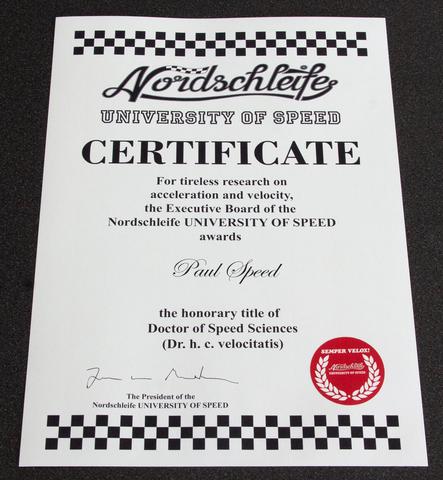 Nordschleife
UNIVERSITY OF SPEED
CERTIFICATE
For tireless research on
acceleration and velocity,
the Executive Board of the
Nordschleife UNIVERSITY OF SPEED
awards
Paul Speed
the honorary title of
Doctor of Speed Sciences
(Dr. h. c. velocitatis)
SEMPER VELOX!
Nordschleife
UNIVERSITY OF SPEED
The President of the
Nordschleife UNIVERSITY OF SPEED